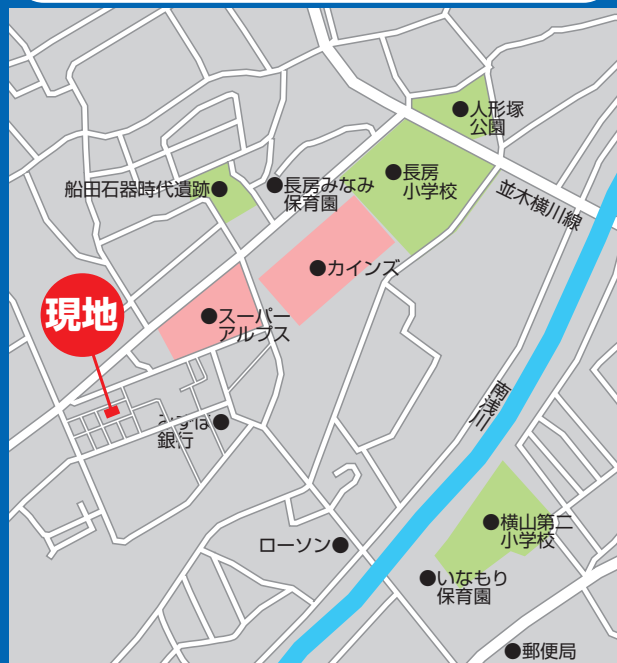 人形塚
公園
長房
小学校
長房みなみ
保育園
船田石器時代遺跡
並木横川線
カインズ
現地
スーパー
アルプス
南浅川
みずほ
銀行
横山第二
小学校
ローソン
いなもり
保育園
郵便局